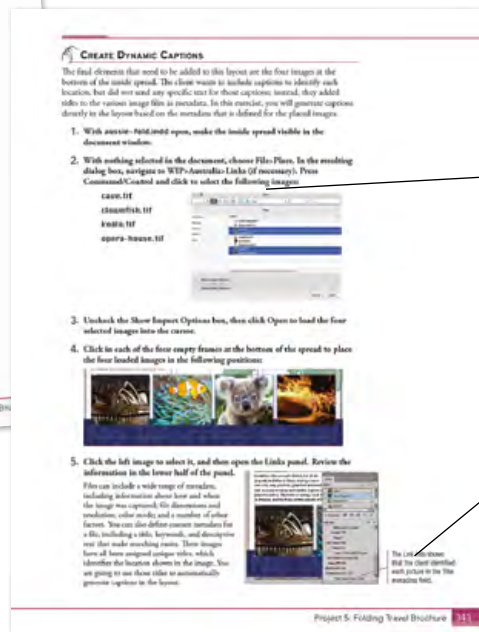 CREATE DYNAMIC CAPTIONS
The final elements that need to be added to this layout are the four images at the
bottom of the inside spread. The client wants to include captions to identify each
location, but did not send any specific text for those captions; instead, they added
titles to the various image files as metadata. In this exercise, you will generate captions
directly in the layout based on the metadata that is defined for the placed images.
1. With aussie-fold.indd open, make the inside spread visible in the
document window.
2. With nothing selected in the document, choose File>Place. In the resulting
dialog box, navigate to WIP>Australia>Links (if necessary). Press
Command/Control and click to select the following images:
cave.tif
clownfish.tif
koala.tif
opera-house.tif
3. Uncheck the Show Import Options box, then click Open to load the four
selected images into the cursor.
4. Click in each of the four empty frames at the bottom of the spread to place
the four loaded images in the following positions:
5. Click the left image to select it, and then open the Links panel. Review the
information in the lower half of the panel.
Files can include a wide range of metadata,
including information about how and when
the image was captured; file dimensions and
resolution; color mode; and a number of other
factors. You can also define custom metadata for
a file, including a title, keywords, and descriptive
text that make searching easier. These images
have all been assigned unique titles, which
identifies the location shown in the image. You
are going to use those titles to automatically
generate captions in the layout.
The Link Info shows
that the client identified
each picture in the Title
metadata field.
Project 5: Folding Travel Brochure 343